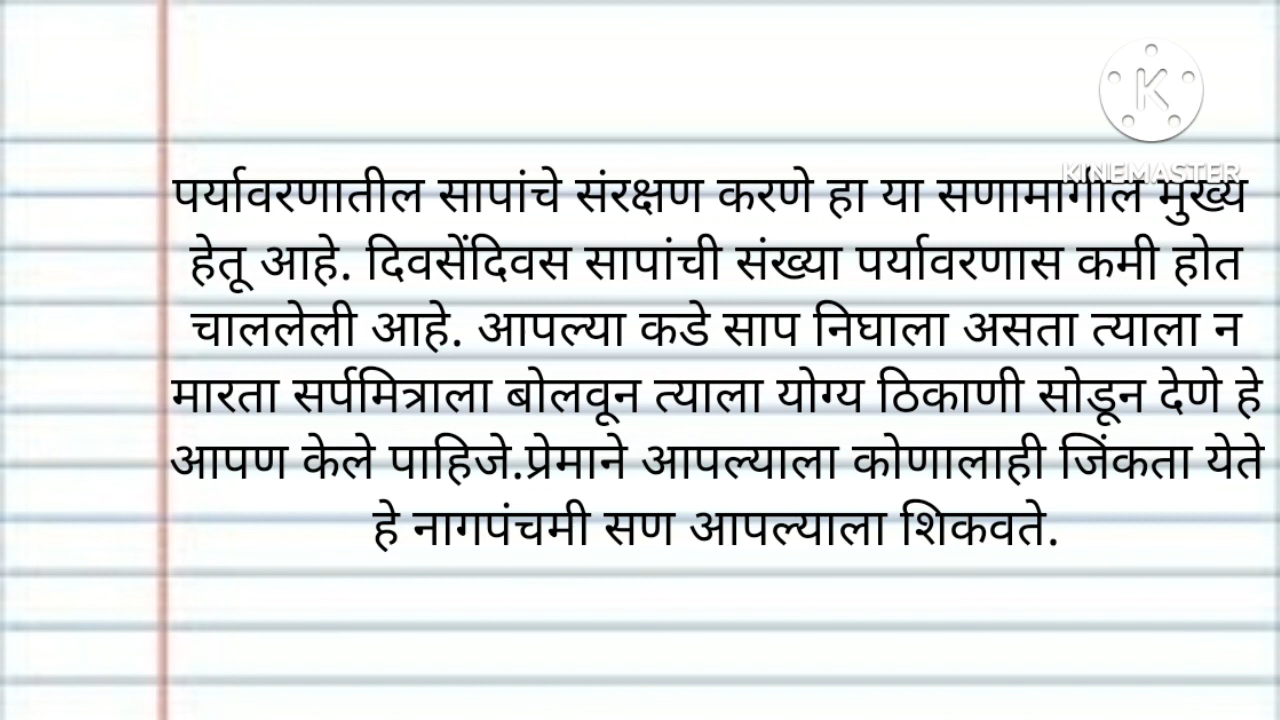 K
KINEMASTER
पर्यावरणातील सापांचे संरक्षण करणे हा या सणामागील मुख्य
हेतू आहे. दिवसेंदिवस सापांची संख्या पर्यावरणास कमी होत
चाललेली आहे. आपल्या कडे साप निघाला असता त्याला न
मारता सर्पमित्राला बोलवून त्याला योग्य ठिकाणी सोडून देणे हे
आपण केले पाहिजे.प्रेमाने आपल्याला कोणालाही जिंकता येते
हे नागपंचमी सण आपल्याला शिकवते.